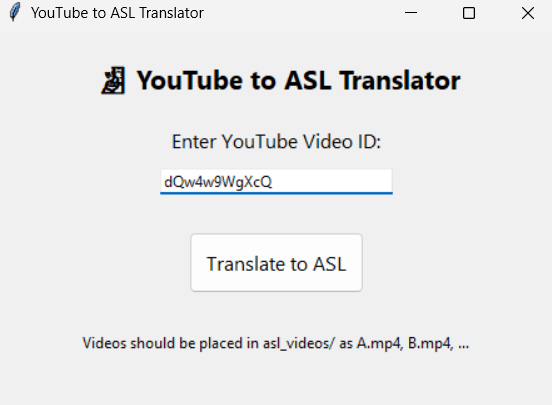 YouTube to ASL Translator
YouTube to ASL Translator
Enter YouTube Video ID:
dQw4w9WgXcQ
Translate to ASL
Videos should be placed in asl_videos/ as A.mp4, B.mp4, ...